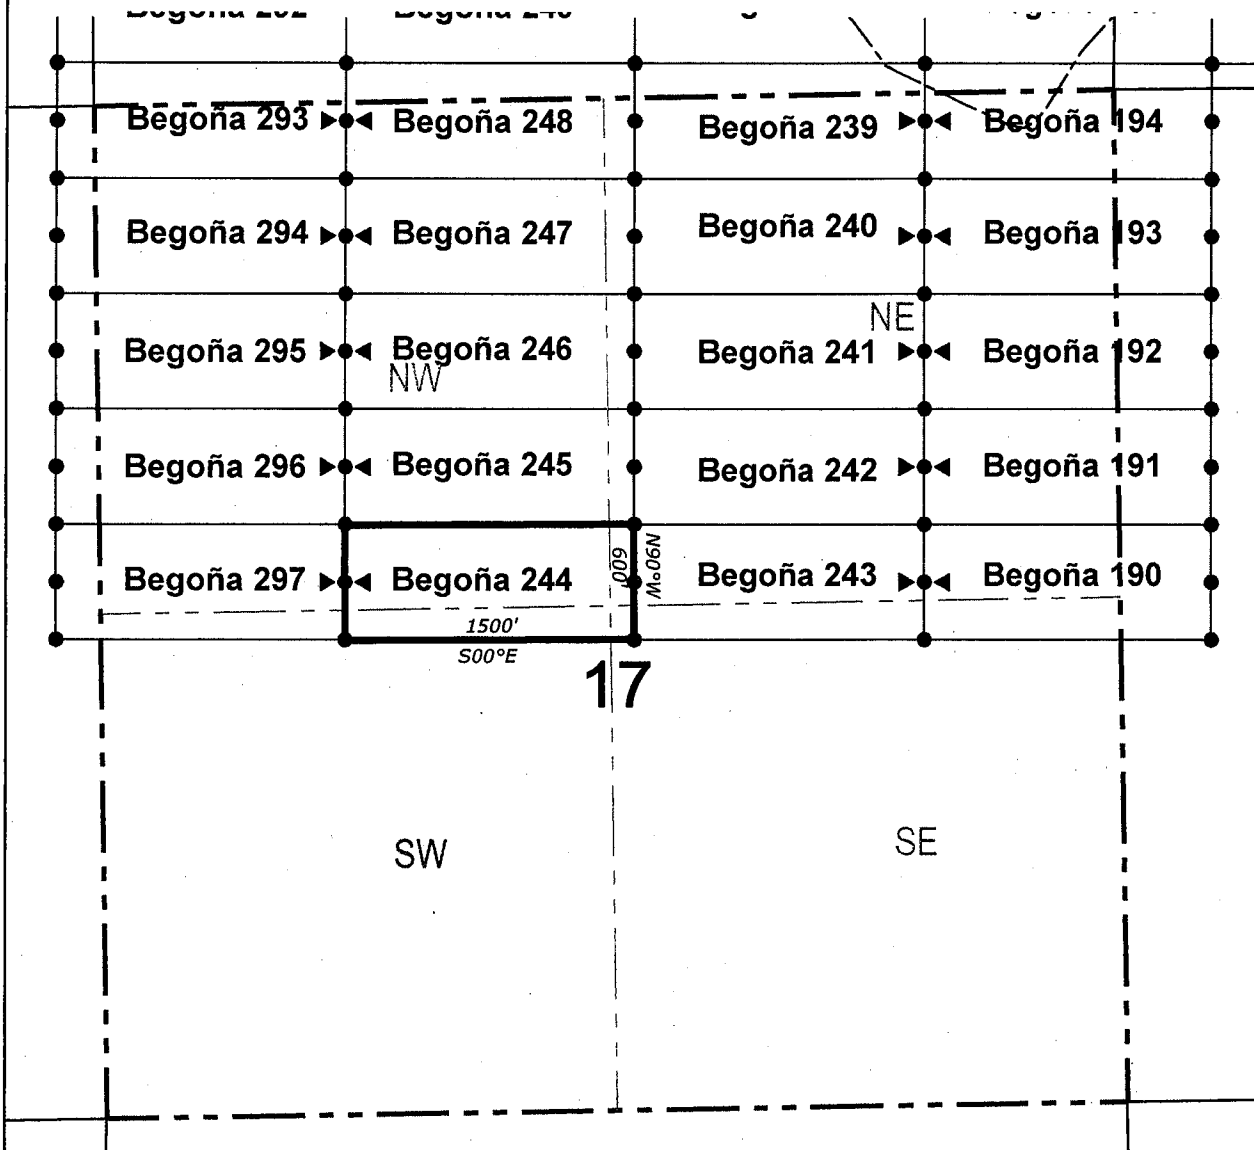 Begoña 293 Begoña 248 Begoña 239 Begoña 194
Begoña 294 Begoña 247 Begoña 240 Begoña 193
NE
Begoña 295 Begoña 246 Begoña 241 Begoña 192
NW
Begoña 296 Begoña 245 Begoña 242 Begoña 191
Begoña 297 Begoña 244 600' N90°W Begoña 243 Begoña 190
1500'
S00°E
17
SW SE